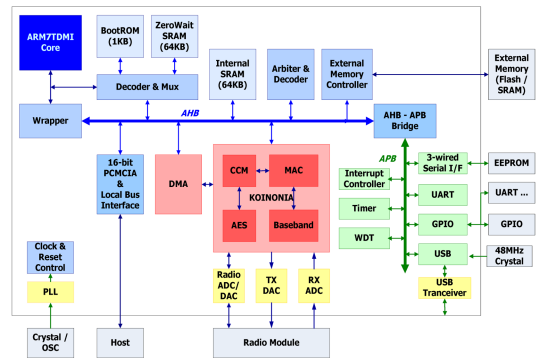 ARM7TDMI
Core
BootROM
(1KB)
ZeroWait
SRAM
(64KB)
Internal
SRAM
(64KB)
Arbiter &
Decoder
External
Memory
Controller
External
Memory
(Flash /
SRAM)
Decoder & Mux
Wrapper
AHB
AHB - APB
Bridge
16-bit
PCMCIA
&
Local Bus
Interface
DMA
CCM
MAC
KOINONIA
AES
Baseband
APB
3-wired
Serial I/F
EEPROM
Interrupt
Controller
UART
UART ...
Timer
GPIO
GPIO
WDT
USB
48MHz
Crystal
Clock &
Reset
Control
PLL
Radio
ADC/
DAC
TX
DAC
RX
ADC
USB
Tranceiver
Crystal /
OSC
Host
Radio Module